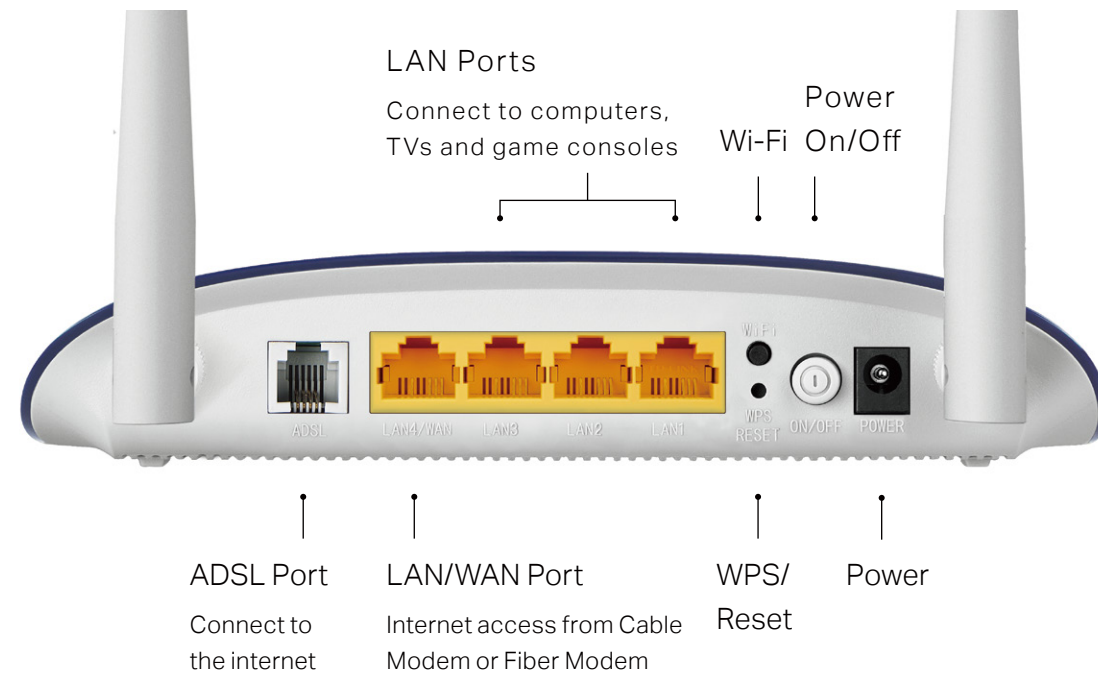 LAN Ports
Connect to computers,
TVs and game consoles
Wi-Fi
Power
On/Off
WiFi
ADSL
LAN4/WAN
LAN3
LAN2
LAN1
WPS
RESET
ON/OFF
POWER
ADSL Port
Connect to
the internet
LAN/WAN Port
Internet access from Cable
Modem or Fiber Modem
WPS/
Reset
Power